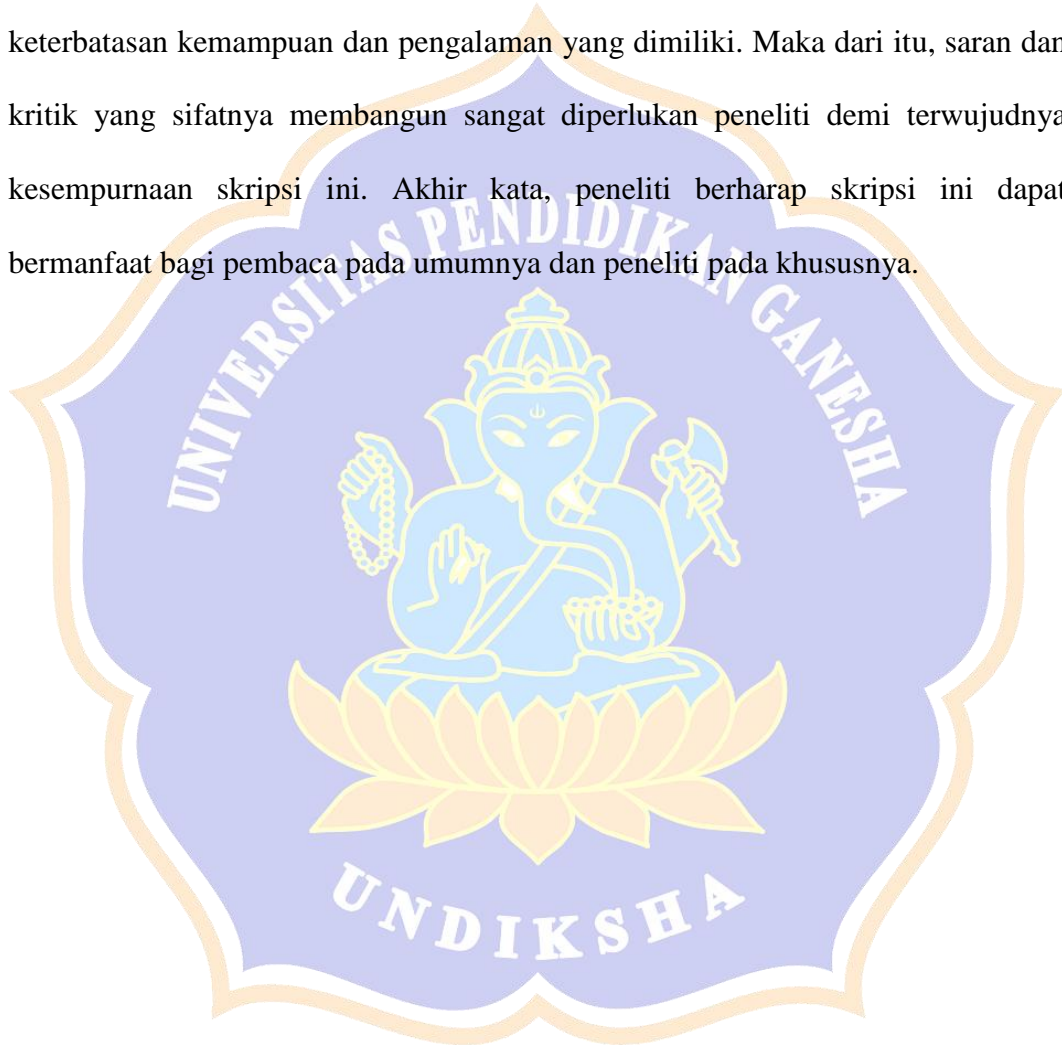 keterbatasan kemampuan dan pengalaman yang dimiliki. Maka dari itu, saran dan
kritik yang sifatnya membangun sangat diperlukan peneliti demi terwujudnya
kesempurnaan skripsi ini. Akhir kata, peneliti berharap skripsi ini dapat
bermanfaat bagi pembaca pada umumnya dan peneliti pada khususnya.
UNIVERSITAS PENDIDIKAN GANESHA
UNDIKSHA